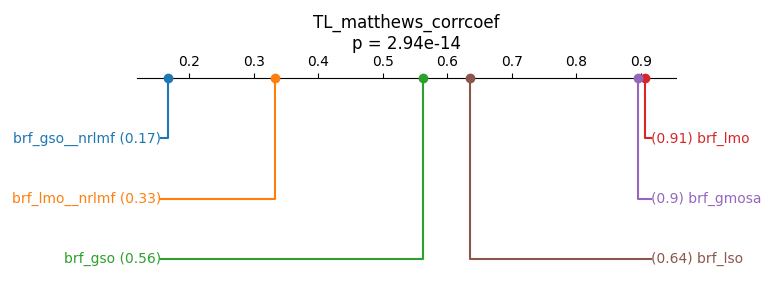 TL_matthews_corrcoef
p = 2.94e-14
0.2 0.3 0.4 0.5 0.6 0.7 0.8 0.9
brf_gso__nrlmf (0.17) (0.91) brf_lmo
brf_lmo__nrlmf (0.33) (0.9) brf_gmosa
brf_gso (0.56) (0.64) brf_lso